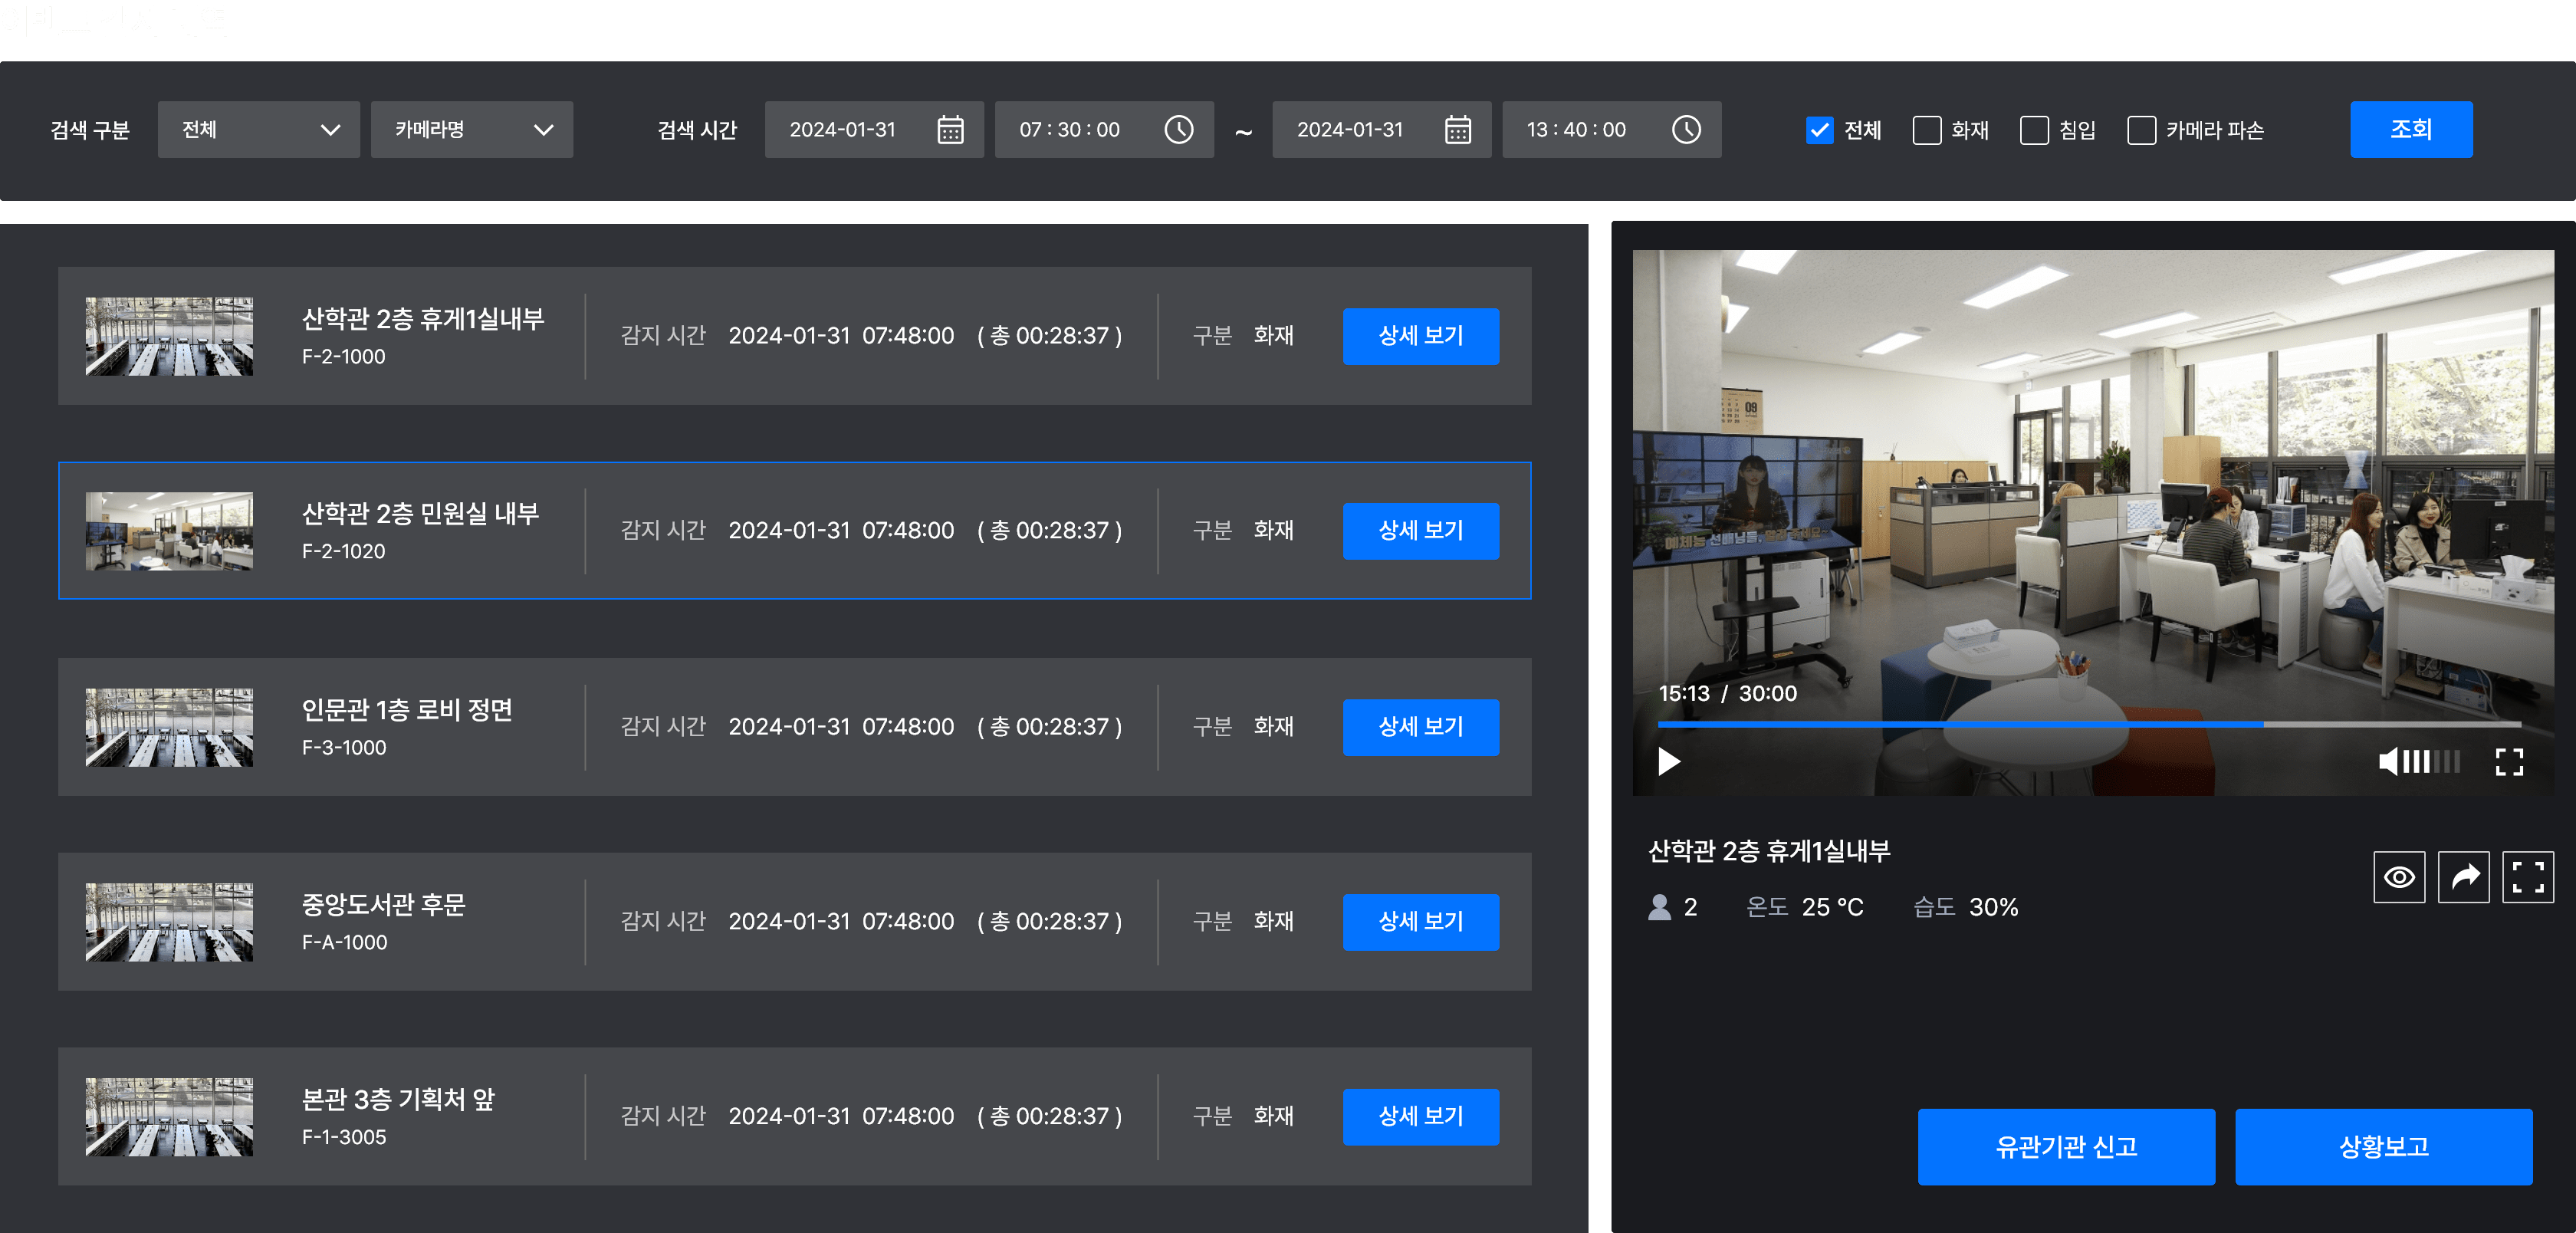 검색 구분 전체 카메라명 검색 시간 2024-01-31 07 : 30 : 00 ~ 2024-01-31 13 : 40 : 00 전체 화재 침입 카메라 파손 조회
산학관 2층 휴게1실내부
F-2-1000
감지 시간 2024-01-31 07:48:00 ( 총 00:28:37 ) 구분 화재 상세 보기
산학관 2층 민원실 내부
F-2-1020
감지 시간 2024-01-31 07:48:00 ( 총 00:28:37 ) 구분 화재 상세 보기
인문관 1층 로비 정면
F-3-1000
감지 시간 2024-01-31 07:48:00 ( 총 00:28:37 ) 구분 화재 상세 보기
중앙도서관 후문
F-A-1000
감지 시간 2024-01-31 07:48:00 ( 총 00:28:37 ) 구분 화재 상세 보기
본관 3층 기획처 앞
F-1-3005
감지 시간 2024-01-31 07:48:00 ( 총 00:28:37 ) 구분 화재 상세 보기
09
예체능 선배님들,
15:13 / 30:00
산학관 2층 휴게1실내부
2 온도 25 °C 습도 30%
유관기관 신고 상황보고